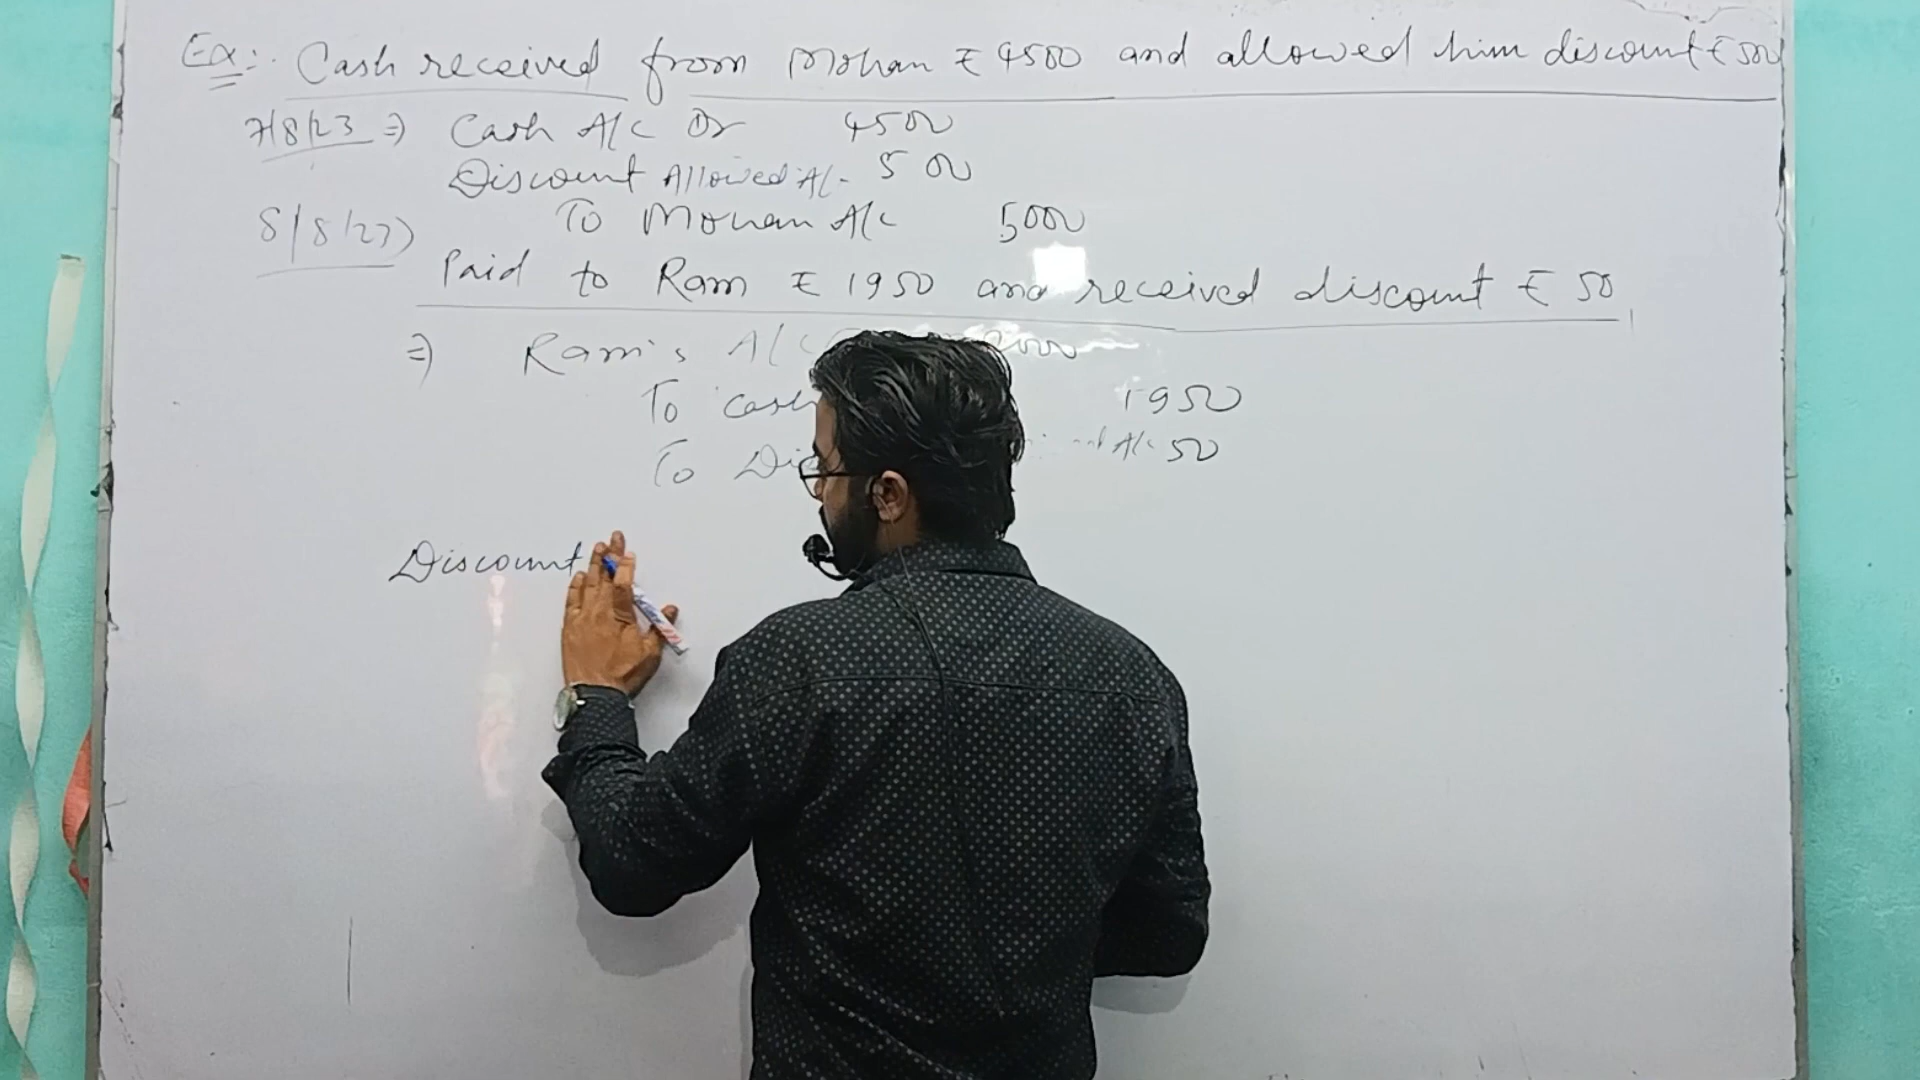 Ex:- Cash received from Mohan ₹ 4500 and allowed him discount ₹ 500
7/8/23 ⇒ Cash A/c Dr 4500
Discount Allowed A/c 500
8/8/23 To Mohan A/c 5000
Paid to Ram ₹ 1950 and received discount ₹ 50
⇒ Ram's A/c 2000
To cash 1950
To A/c 50
Discount